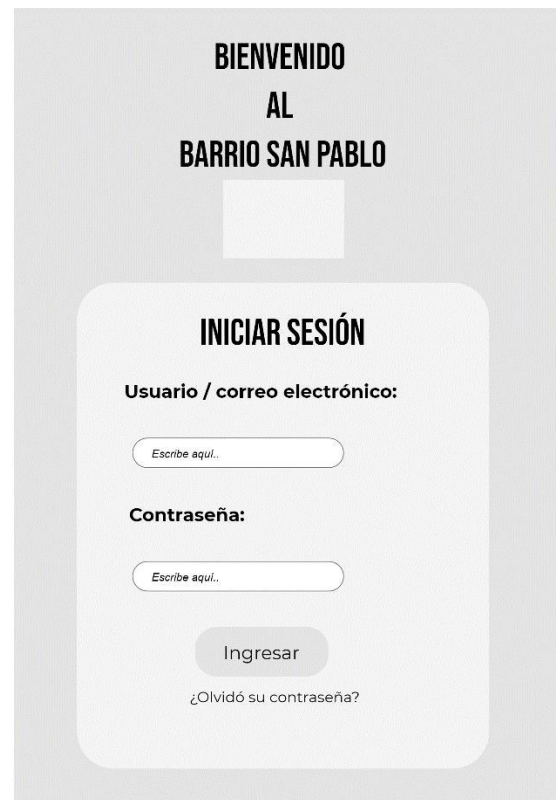 BIENVENIDO
AL
BARRIO SAN PABLO
INICIAR SESIÓN
Usuario / correo electrónico:
Escribe aquí..
Contraseña:
Escribe aquí..
Ingresar
¿Olvidó su contraseña?